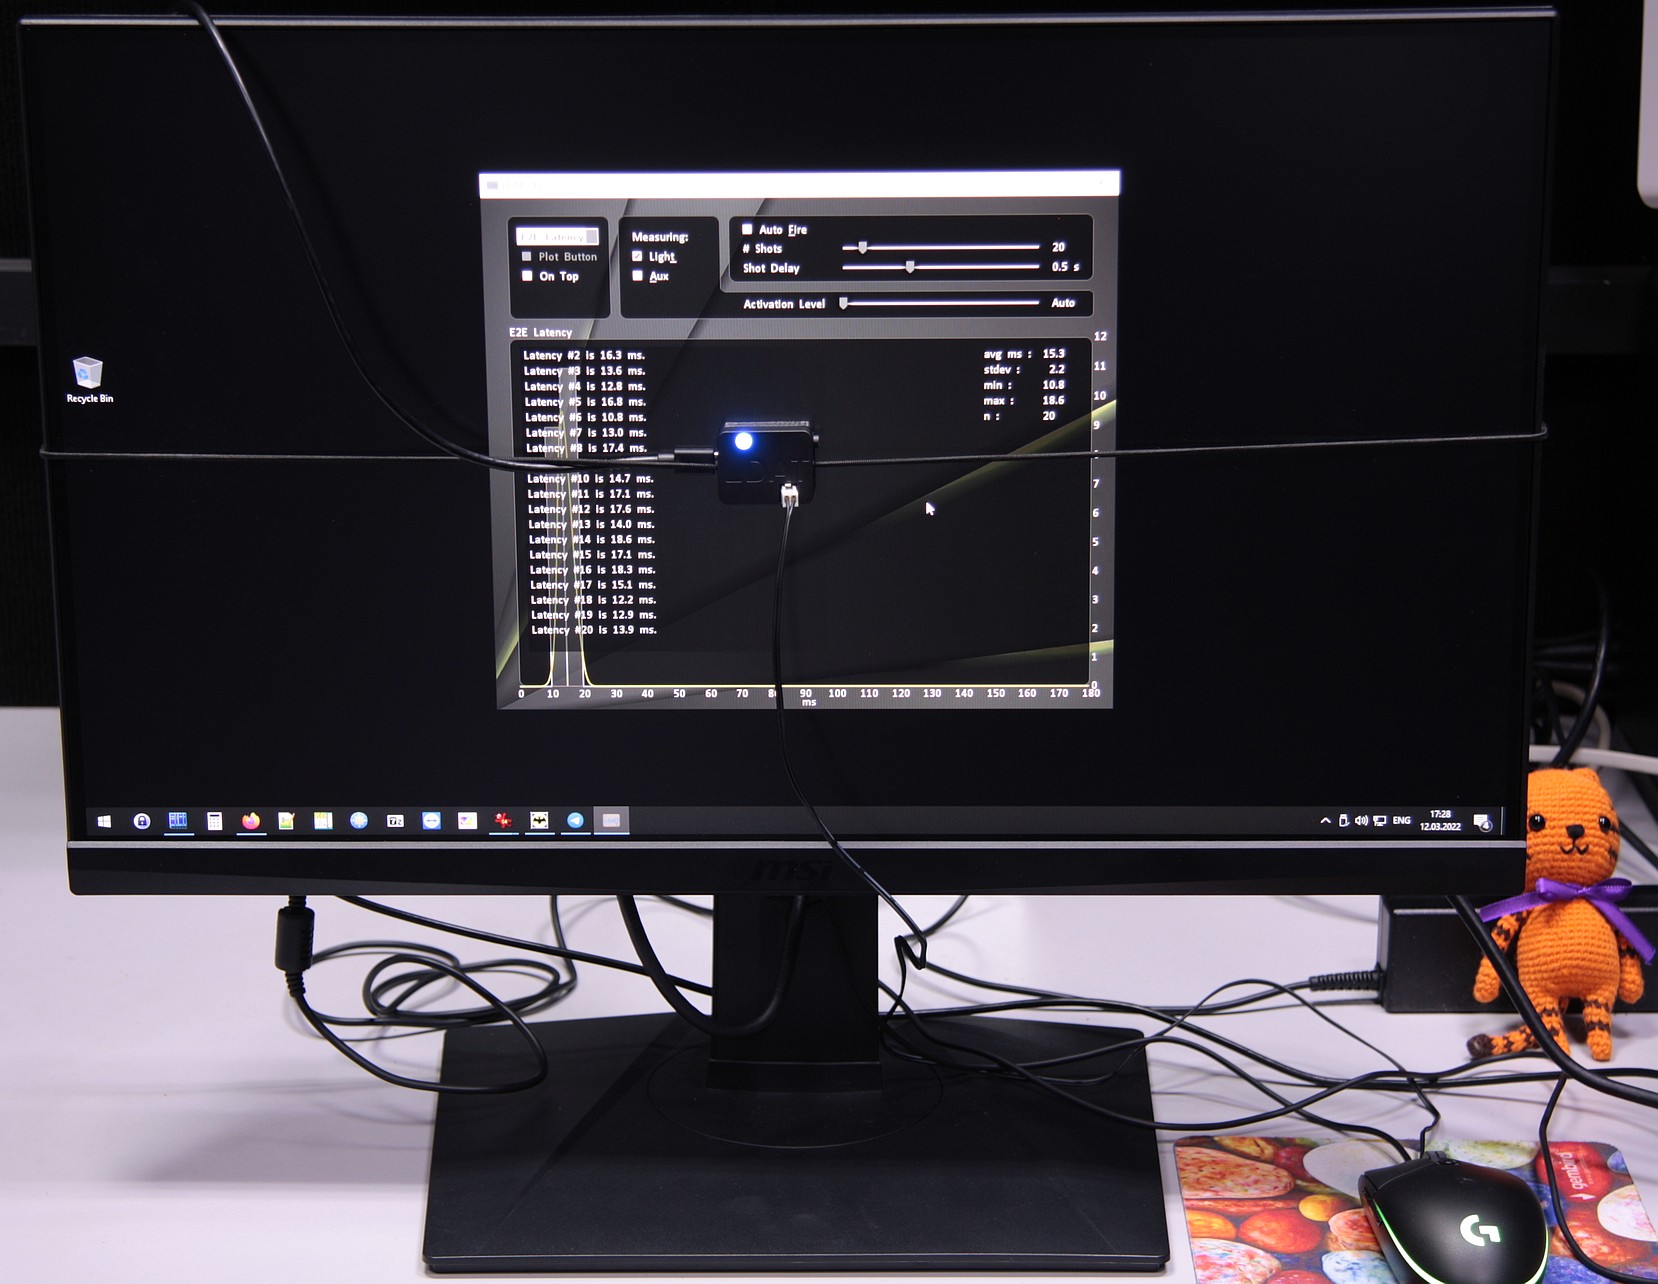 E2E Latency
Plot Button
On Top
Measuring:
Light
Aux
Auto Fire
# Shots 20
Shot Delay 0.5 s
Activation Level Auto
E2E Latency
Latency #2 is 16.3 ms.
Latency #3 is 13.6 ms.
Latency #4 is 12.8 ms.
Latency #5 is 16.8 ms.
Latency #6 is 10.8 ms.
Latency #7 is 13.0 ms.
Latency #8 is 17.4 ms.
Latency #10 is 14.7 ms.
Latency #11 is 17.1 ms.
Latency #12 is 17.6 ms.
Latency #13 is 14.0 ms.
Latency #14 is 18.6 ms.
Latency #15 is 17.1 ms.
Latency #16 is 18.3 ms.
Latency #17 is 15.1 ms.
Latency #18 is 12.2 ms.
Latency #19 is 12.9 ms.
Latency #20 is 13.9 ms.
avg ms : 15.3
stdev : 2.2
min : 10.8
max : 18.6
n : 20
12
11
10
9
7
6
5
4
3
2
1
0
0 10 20 30 40 50 60 70 90 100 110 120 130 140 150 160 170 180
ms
Recycle Bin
7z
ENG
17:28
12.03.2022
4
msi
gembird
G